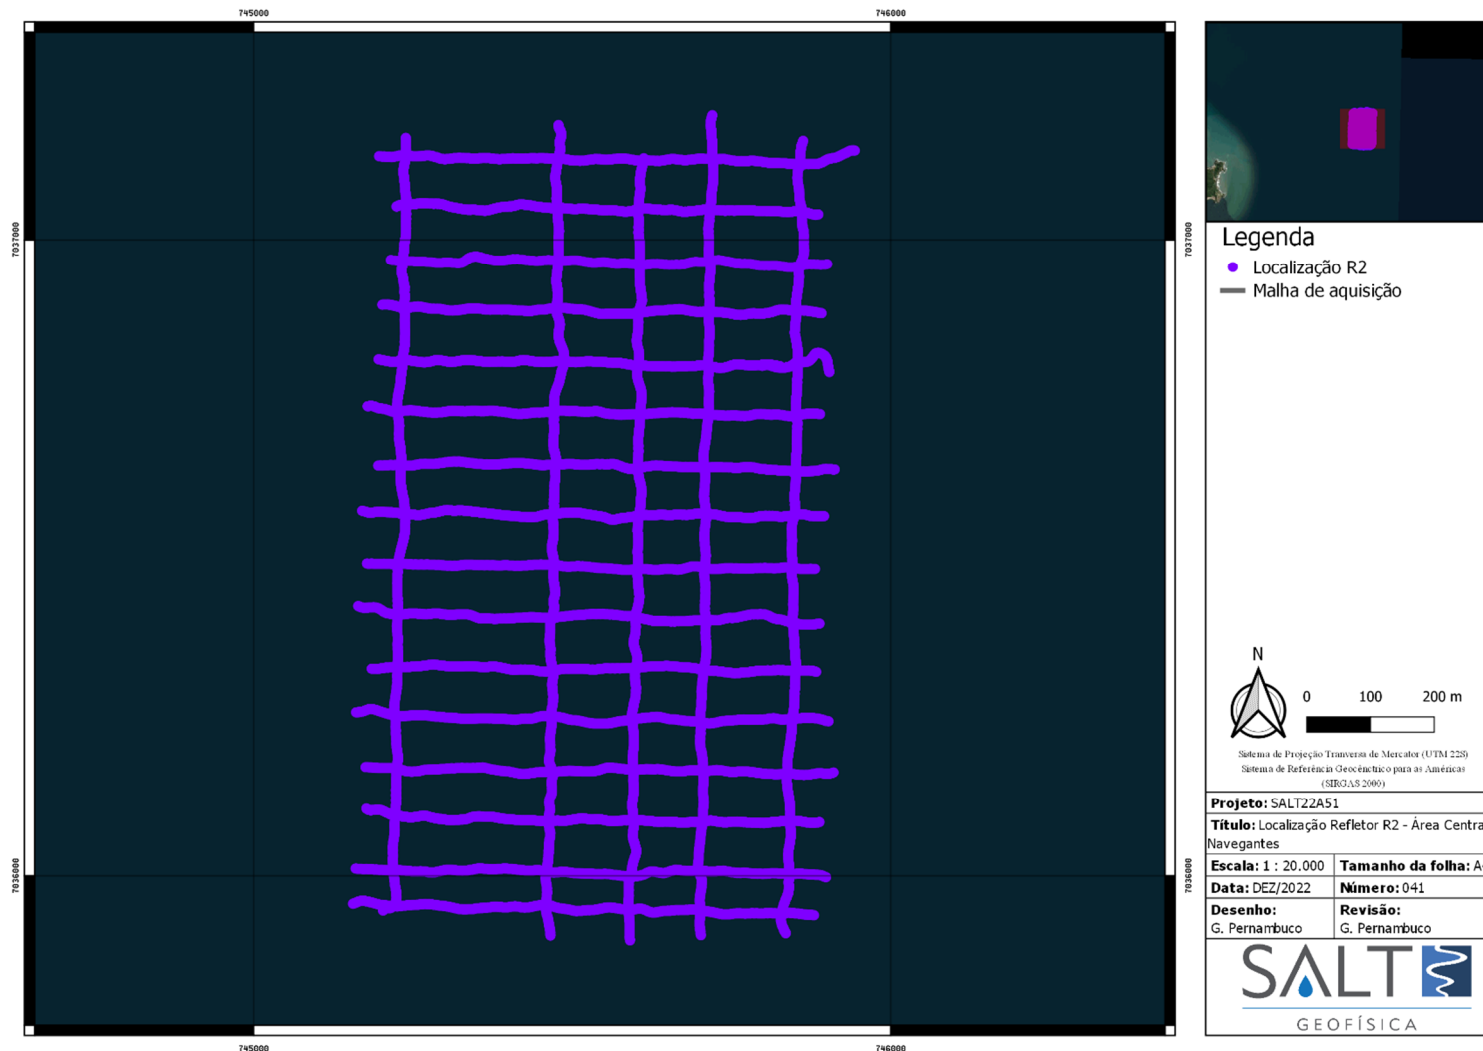 745000
746000
7037000
7037000
Legenda
Localização R2
Malha de aquisição
N
0 100 200 m
Sistema de Projeção Tranversa de Mercator (UTM 22S)
Sistema de Referência Geocêntrico para as Américas
(SIRGAS 2000)
Projeto: SALT22A51
Título: Localização Refletor R2 - Área Centra
Navegantes
7036000
7036000
Escala: 1 : 20.000 Tamanho da folha: A
Data: DEZ/2022 Número: 041
Desenho: Revisão:
G. Pernambuco G. Pernambuco
SALT
GEOFÍSICA
745000
746000